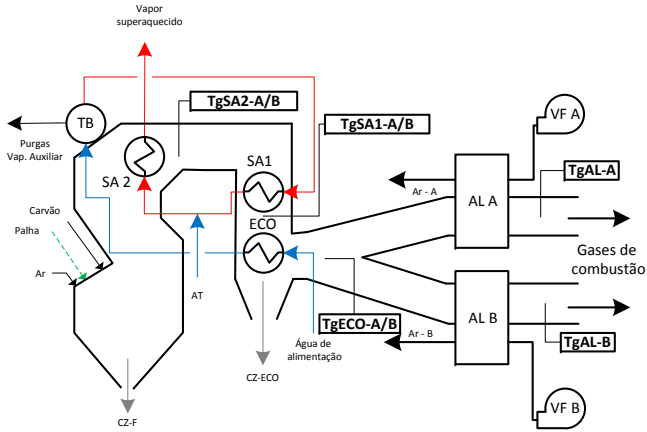 Vapor
superaquecido
TgSA2-A/B
TB
VF A
TgSA1-A/B
Purgas
Vap. Auxiliar
SA1
SA 2
Ar - A
AL A
TgAL-A
Carvão
Palha
ECO
Gases de
combustão
Ar
AT
TgECO-A/B
AL B
Ar - B
TgAL-B
Água de
alimentação
CZ-ECO
VF B
CZ-F